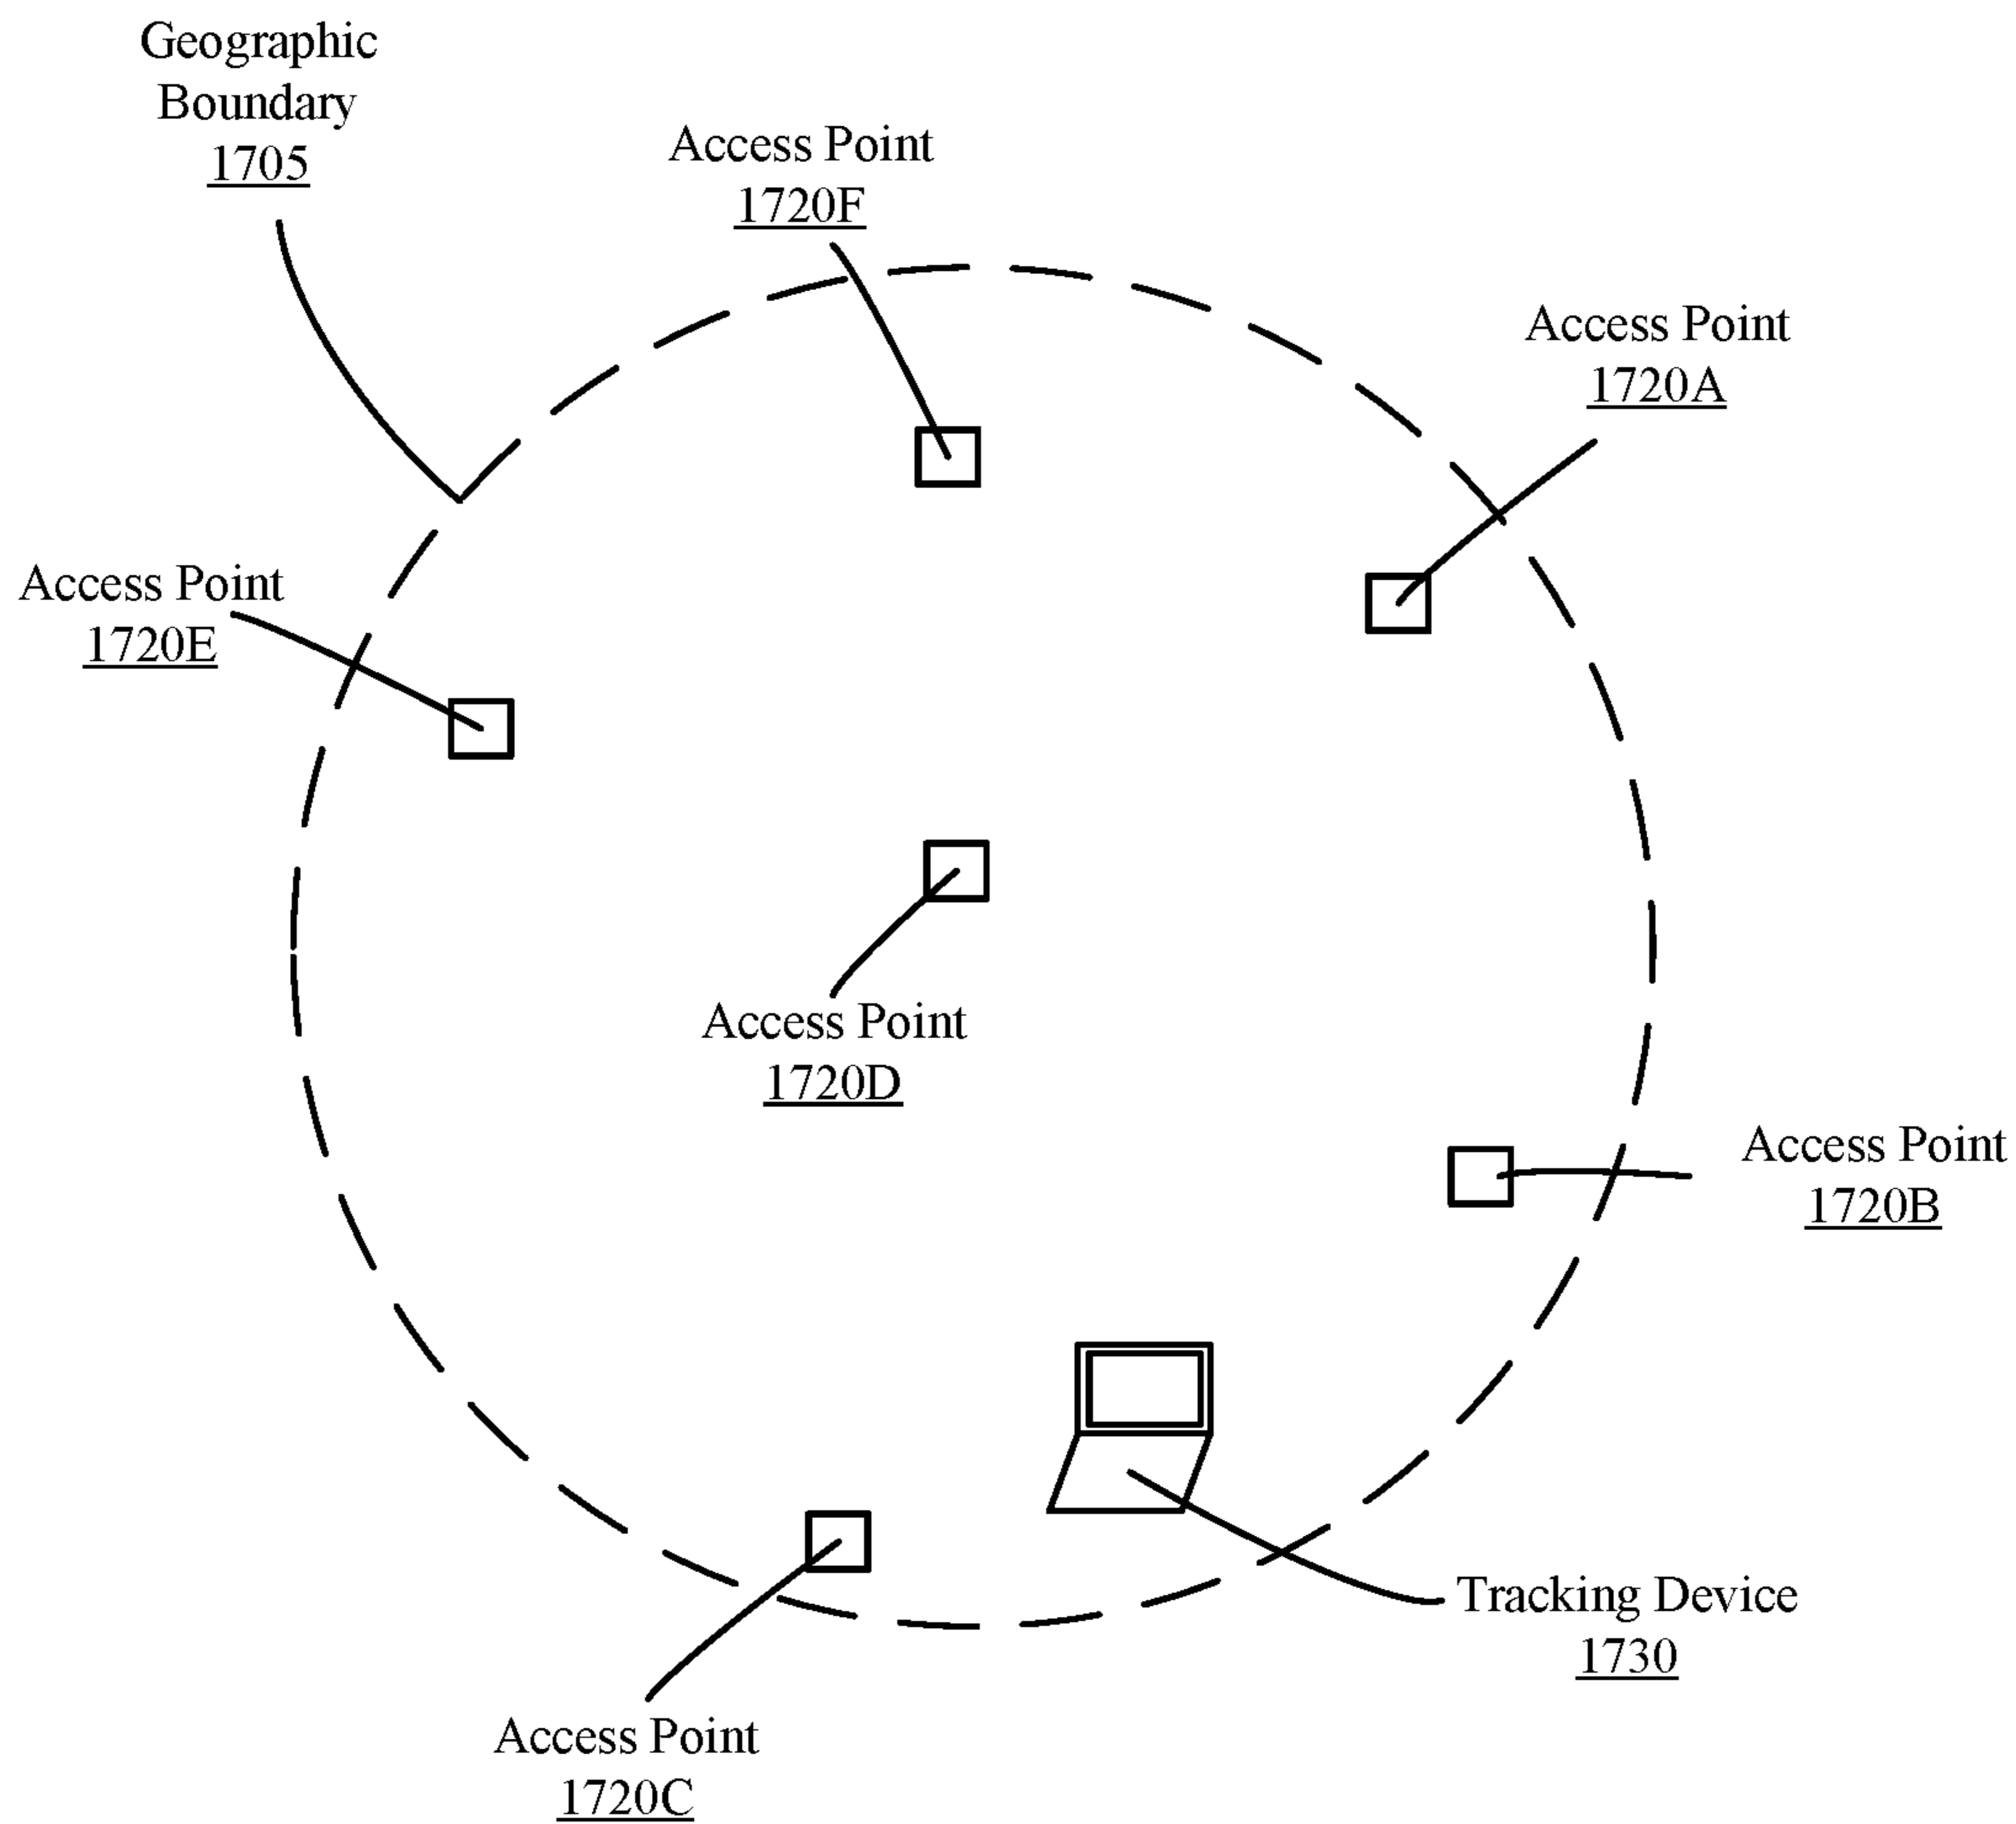 Geographic
Boundary
1705
Access Point
1720F
Access Point
1720A
Access Point
1720E
Access Point
1720D
Access Point
1720B
Tracking Device
1730
Access Point
1720C